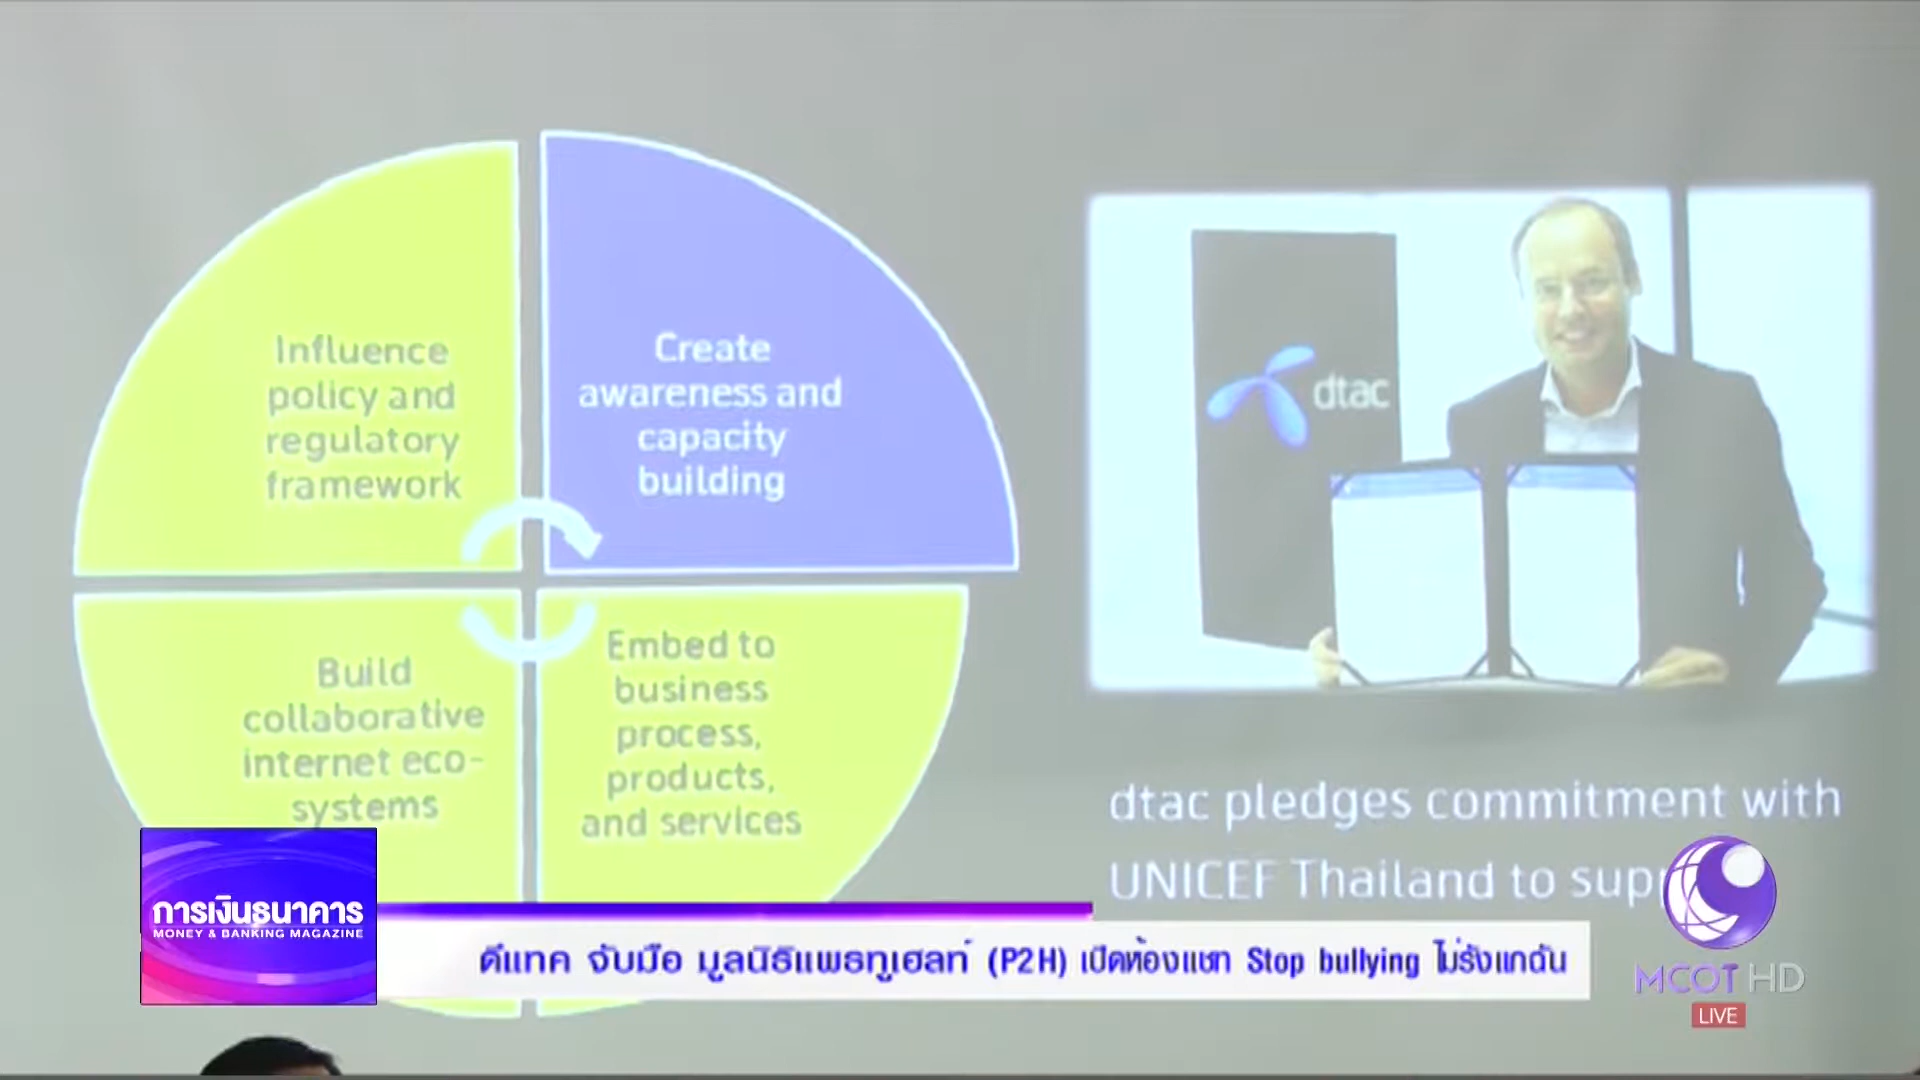 Influence
policy and
regulatory
framework
Create
awareness and
capacity
building
Build
collaborative
internet eco-
systems
Embed to
business
process,
products,
and services
dtac
dtac pledges commitment with
UNICEF Thailand to
การเงินธนาคาร
MONEY & BANKING MAGAZINE
ดีแทค จับมือ มูลนิธิแพธทูเฮลท์ (P2H) เปิดห้องแชท Stop bullying ไม่รังแกฉัน
MCOT HD
LIVE